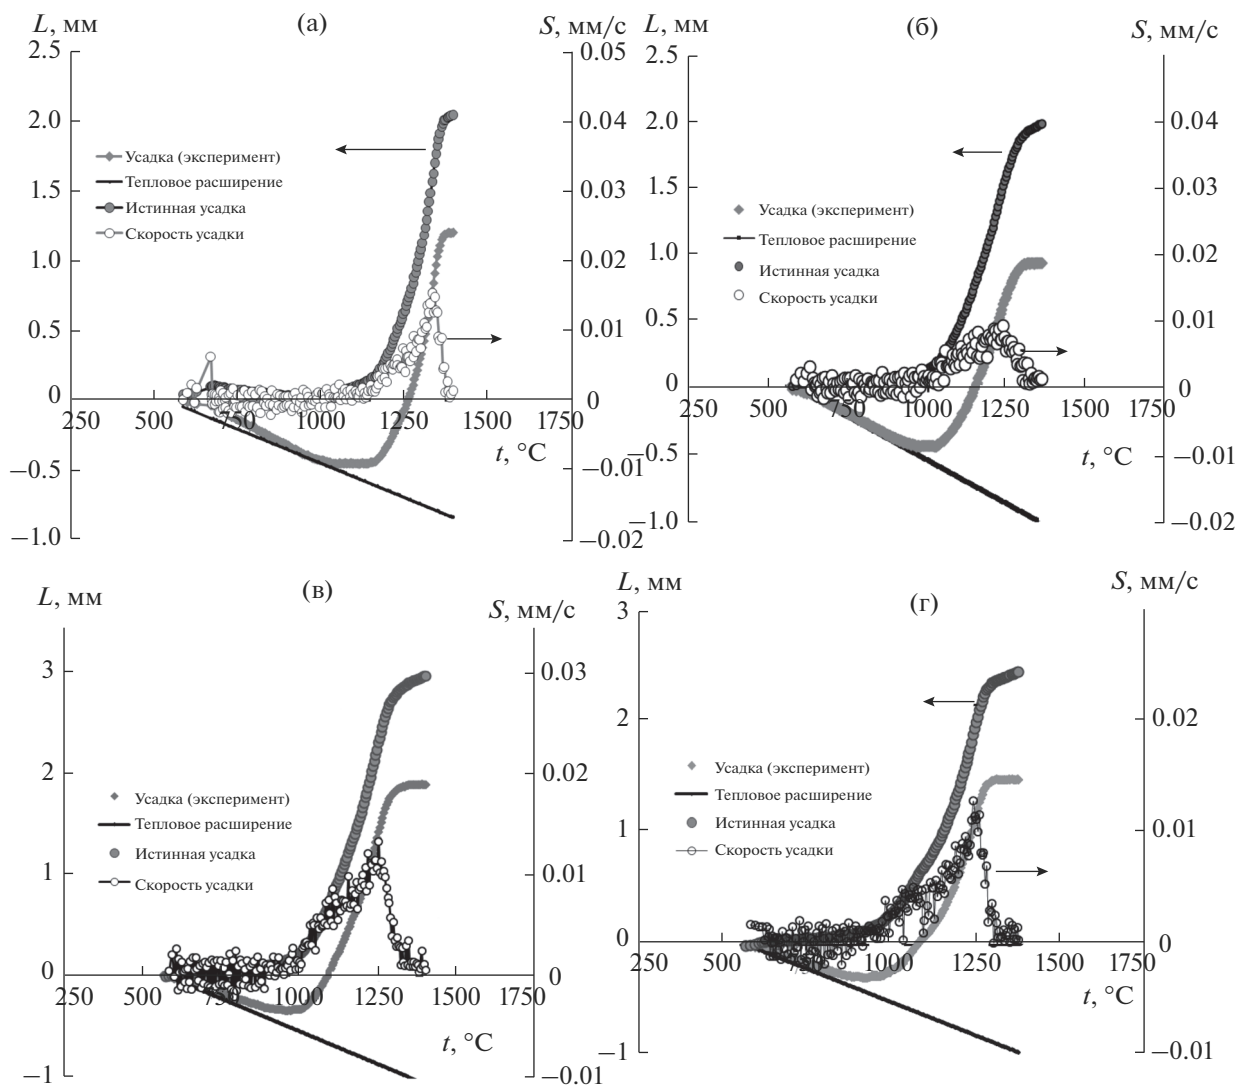 L, мм
(а)
S, мм/с
2.5
0.05
2.0
0.04
1.5
0.03
1.0
0.02
0.5
0.01
0
0
−0.5
−0.01
−1.0
−0.02
250
500
750
1000
1250
1500
1750
t, °C
Усадка (эксперимент)
Тепловое расширение
Истинная усадка
Скорость усадки
L, мм
(б)
S, мм/с
2.5
2.0
0.04
1.5
0.03
1.0
0.02
0.5
0.01
0
0
−0.5
−0.01
−1.0
−0.02
250
500
750
1000
1250
1500
1750
t, °C
Усадка (эксперимент)
Тепловое расширение
Истинная усадка
Скорость усадки
L, мм
(в)
S, мм/с
3
0.03
2
0.02
1
0.01
0
0
−1
−0.01
250
500
750
1000
1250
1500
1750
t, °C
Усадка (эксперимент)
Тепловое расширение
Истинная усадка
Скорость усадки
L, мм
(г)
S, мм/с
3
2
0.02
1
0.01
0
0
−1
−0.01
250
500
750
1000
1250
1500
1750
t, °C
Усадка (эксперимент)
Тепловое расширение
Истинная усадка
Скорость усадки